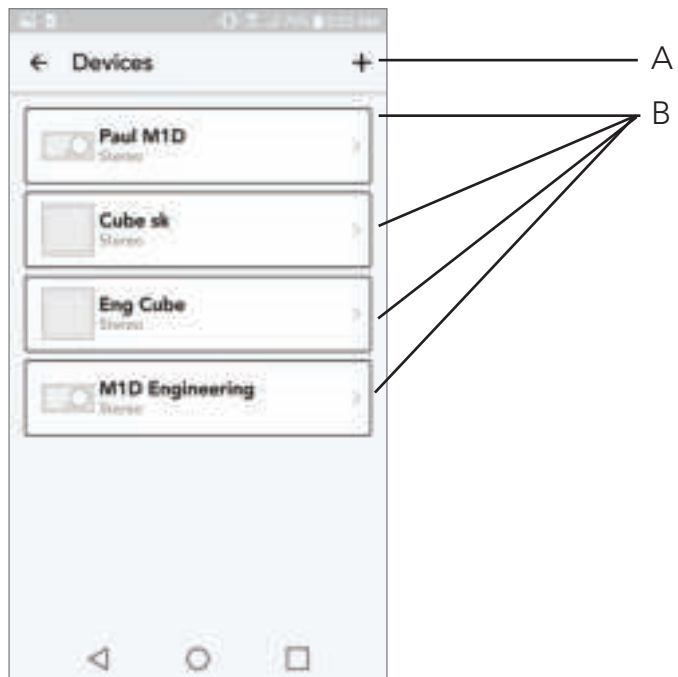 Devices
+
A
B
Paul M1D
Stereo
Cube sk
Stereo
Eng Cube
Stereo
M1D Engineering
Stereo